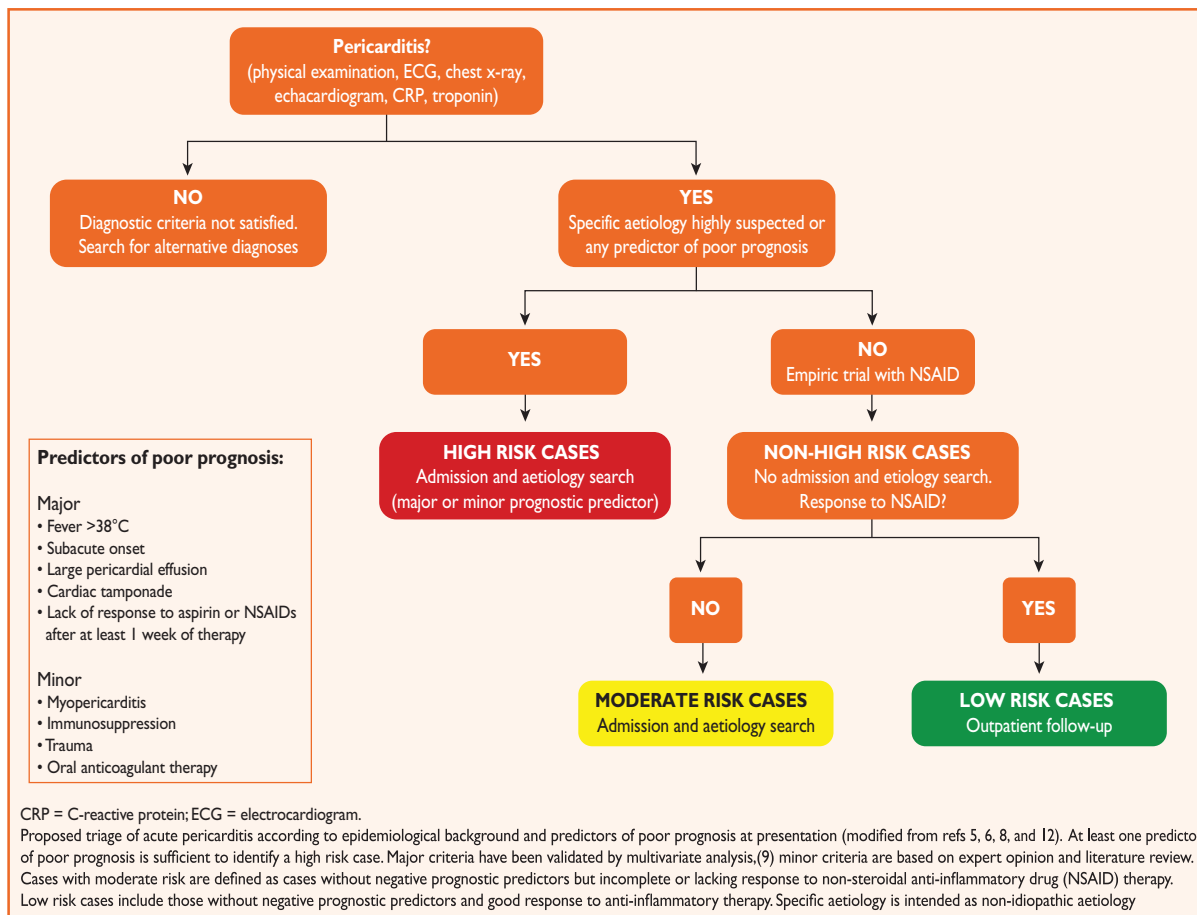 Pericarditis?
(physical examination, ECG, chest x-ray,
echacardiogram, CRP, troponin)
NO
Diagnostic criteria not satisfied.
Search for alternative diagnoses
YES
Specific aetiology highly suspected or
any predictor of poor prognosis
YES
NO
Empiric trial with NSAID
HIGH RISK CASES
Admission and aetiology search
(major or minor prognostic predictor)
NON-HIGH RISK CASES
No admission and etiology search.
Response to NSAID?
Predictors of poor prognosis:
Major
• Fever >38°C
• Subacute onset
• Large pericardial effusion
• Cardiac tamponade
• Lack of response to aspirin or NSAIDs
after at least 1 week of therapy
Minor
• Myopericarditis
• Immunosuppression
• Trauma
• Oral anticoagulant therapy
NO
YES
MODERATE RISK CASES
Admission and aetiology search
LOW RISK CASES
Outpatient follow-up
CRP = C-reactive protein; ECG = electrocardiogram.
Proposed triage of acute pericarditis according to epidemiological background and predictors of poor prognosis at presentation (modified from refs 5, 6, 8, and 12). At least one predicto
of poor prognosis is sufficient to identify a high risk case. Major criteria have been validated by multivariate analysis,(9) minor criteria are based on expert opinion and literature review.
Cases with moderate risk are defined as cases without negative prognostic predictors but incomplete or lacking response to non-steroidal anti-inflammatory drug (NSAID) therapy.
Low risk cases include those without negative prognostic predictors and good response to anti-inflammatory therapy. Specific aetiology is intended as non-idiopathic aetiology